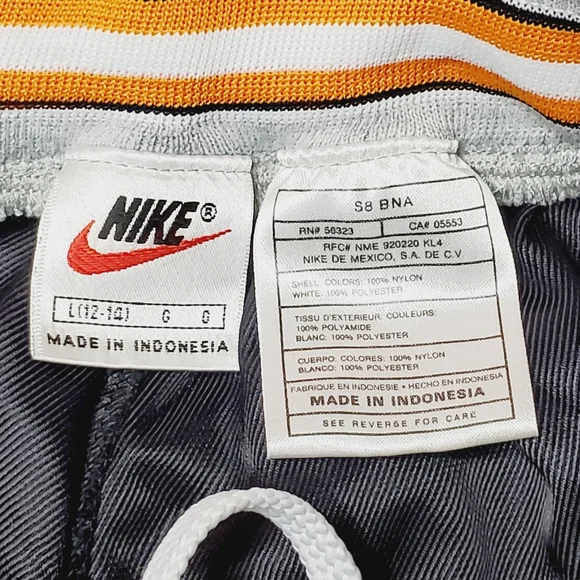 NIKE®
L(12-14) G G
MADE IN INDONESIA
S8 BNA
RN# 56323 CA# 05553
RFC# NME 920220 KL4
NIKE DE MEXICO, S.A. DE C.V
SHELL: COLORS: 100% NYLON
WHITE: 100% POLYESTER
TISSU D'EXTERIEUR: COULEURS:
100% POLYAMIDE
BLANC: 100% POLYESTER
CUERPO: COLORES: 100% NYLON
BLANCO: 100% POLYESTER
FABRIQUE EN INDONESIE • HECHO EN INDONESIA
MADE IN INDONESIA
SEE REVERSE FOR CARE